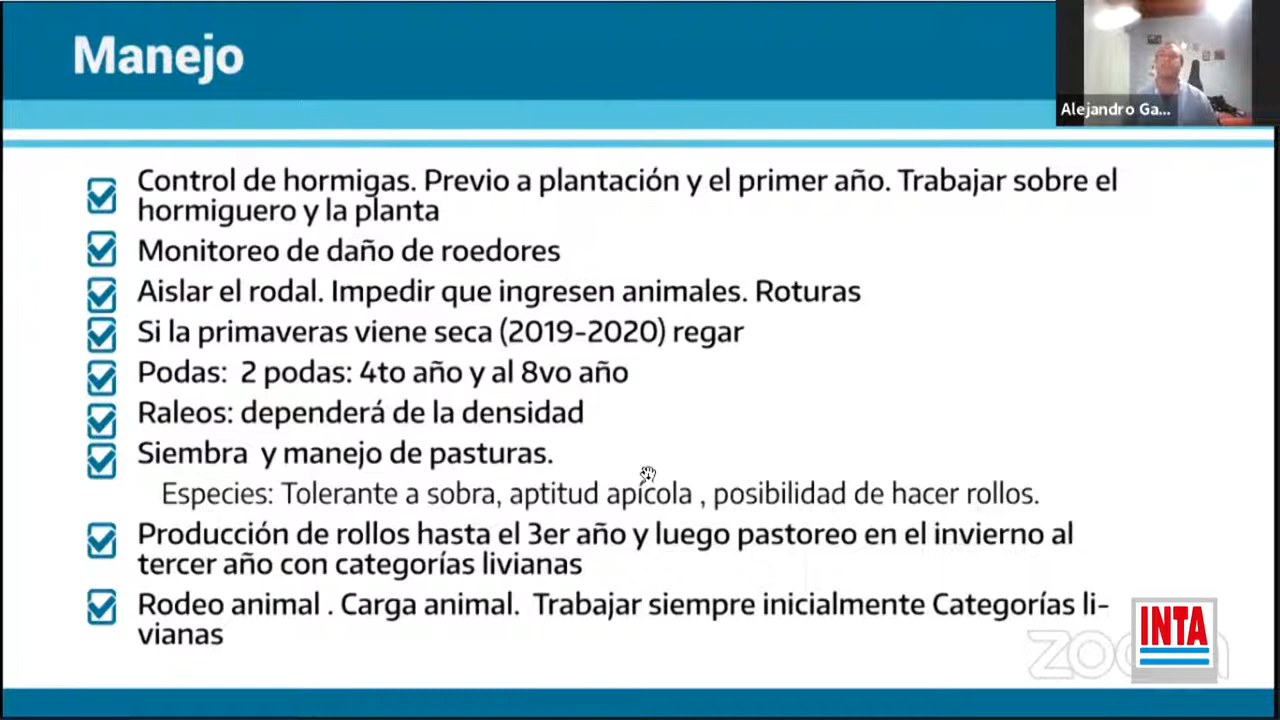 Manejo
Alejandro Ga...
Control de hormigas. Previo a plantación y el primer año. Trabajar sobre el
hormiguero y la planta
Monitoreo de daño de roedores
Aislar el rodal. Impedir que ingresen animales. Roturas
Si la primaveras viene seca (2019-2020) regar
Podas: 2 podas: 4to año y al 8vo año
Raleos: dependerá de la densidad
Siembra y manejo de pasturas.
Especies: Tolerante a sobra, aptitud apícola , posibilidad de hacer rollos.
Producción de rollos hasta el 3er año y luego pastoreo en el invierno al
tercer año con categorías livianas
Rodeo animal . Carga animal. Trabajar siempre inicialmente Categorías li-
vianas
INTA
zoom